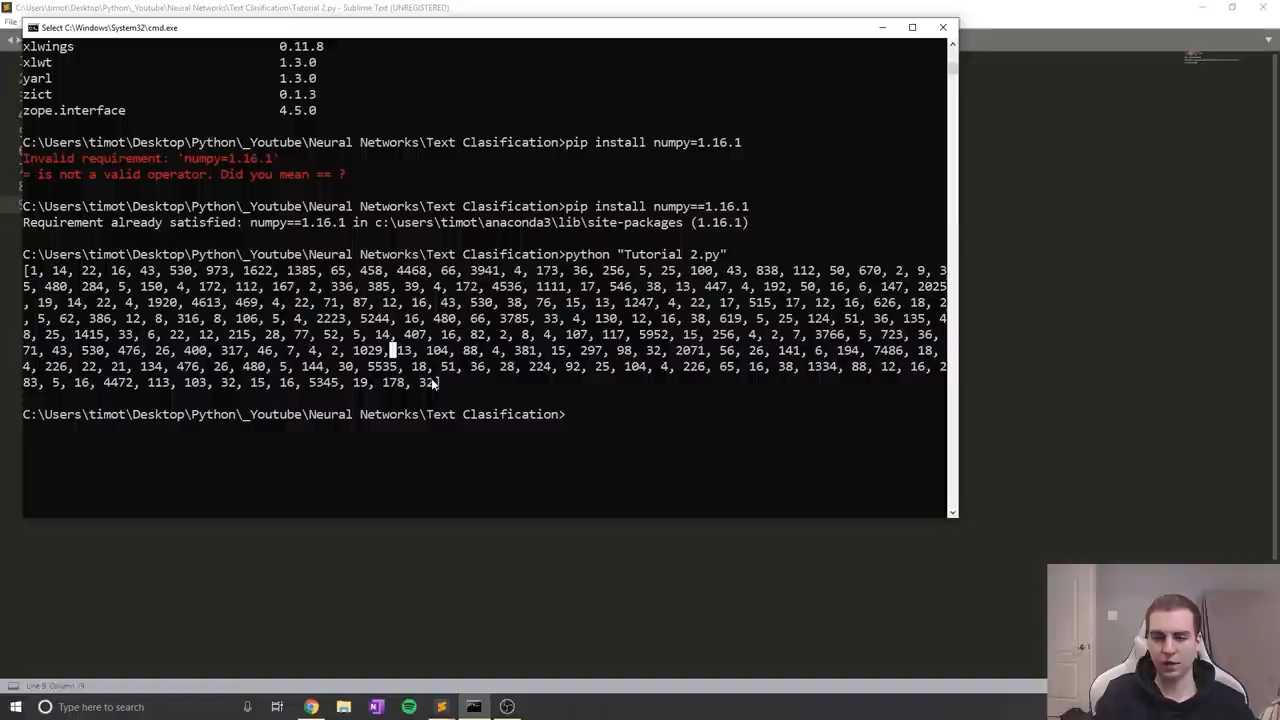 C:\Users\timot\Desktop\Python\_Youtube\Neural Networks\Text Clasification\Tutorial 2.py - Sublime Text (UNREGISTERED)
File
Select C:\Windows\System32\cmd.exe
xlwings 0.11.8
xlwt 1.3.0
yarl 1.3.0
zict 0.1.3
zope.interface 4.5.0
C:\Users\timot\Desktop\Python\_Youtube\Neural Networks\Text Clasification>pip install numpy=1.16.1
Invalid requirement: 'numpy=1.16.1'
= is not a valid operator. Did you mean == ?
C:\Users\timot\Desktop\Python\_Youtube\Neural Networks\Text Clasification>pip install numpy==1.16.1
Requirement already satisfied: numpy==1.16.1 in c:\users\timot\anaconda3\lib\site-packages (1.16.1)
C:\Users\timot\Desktop\Python\_Youtube\Neural Networks\Text Clasification>python "Tutorial 2.py"
[1, 14, 22, 16, 43, 530, 973, 1622, 1385, 65, 458, 4468, 66, 3941, 4, 173, 36, 256, 5, 25, 100, 43, 838, 112, 50, 670, 2, 9, 3
5, 480, 284, 5, 150, 4, 172, 112, 167, 2, 336, 385, 39, 4, 172, 4536, 1111, 17, 546, 38, 13, 447, 4, 192, 50, 16, 6, 147, 2025
, 19, 14, 22, 4, 1920, 4613, 469, 4, 22, 71, 87, 12, 16, 43, 530, 38, 76, 15, 13, 1247, 4, 22, 17, 515, 17, 12, 16, 626, 18, 2
, 5, 62, 386, 12, 8, 316, 8, 106, 5, 4, 2223, 5244, 16, 480, 66, 3785, 33, 4, 130, 12, 16, 38, 619, 5, 25, 124, 51, 36, 135, 4
8, 25, 1415, 33, 6, 22, 12, 215, 28, 77, 52, 5, 14, 407, 16, 82, 2, 8, 4, 107, 117, 5952, 15, 256, 4, 2, 7, 3766, 5, 723, 36,
71, 43, 530, 476, 26, 400, 317, 46, 7, 4, 2, 1029, 13, 104, 88, 4, 381, 15, 297, 98, 32, 2071, 56, 26, 141, 6, 194, 7486, 18,
4, 226, 22, 21, 134, 476, 26, 480, 5, 144, 30, 5535, 18, 51, 36, 28, 224, 92, 25, 104, 4, 226, 65, 16, 38, 1334, 88, 12, 16, 2
83, 5, 16, 4472, 113, 103, 32, 15, 16, 5345, 19, 178, 32]
C:\Users\timot\Desktop\Python\_Youtube\Neural Networks\Text Clasification>
Line 9, Column 19
Type here to search